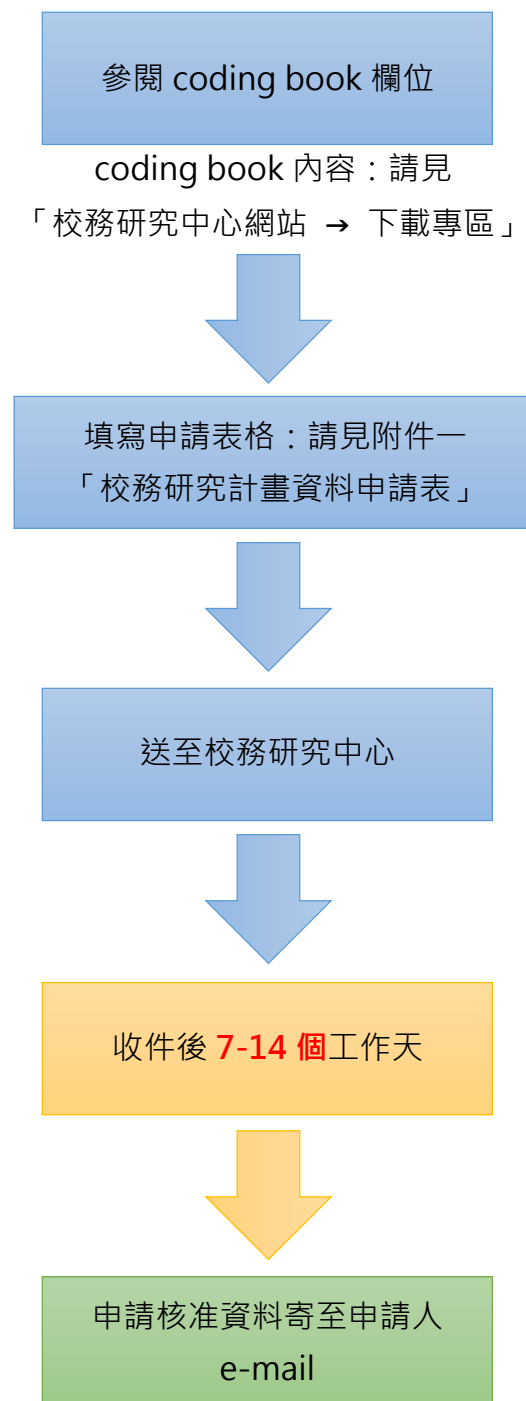 參閱 coding book 欄位
coding book 內容：請見
「校務研究中心網站 → 下載專區」
填寫申請表格：請見附件一
「校務研究計畫資料申請表」
送至校務研究中心
收件後 7-14 個工作天
申請核准資料寄至申請人
e-mail